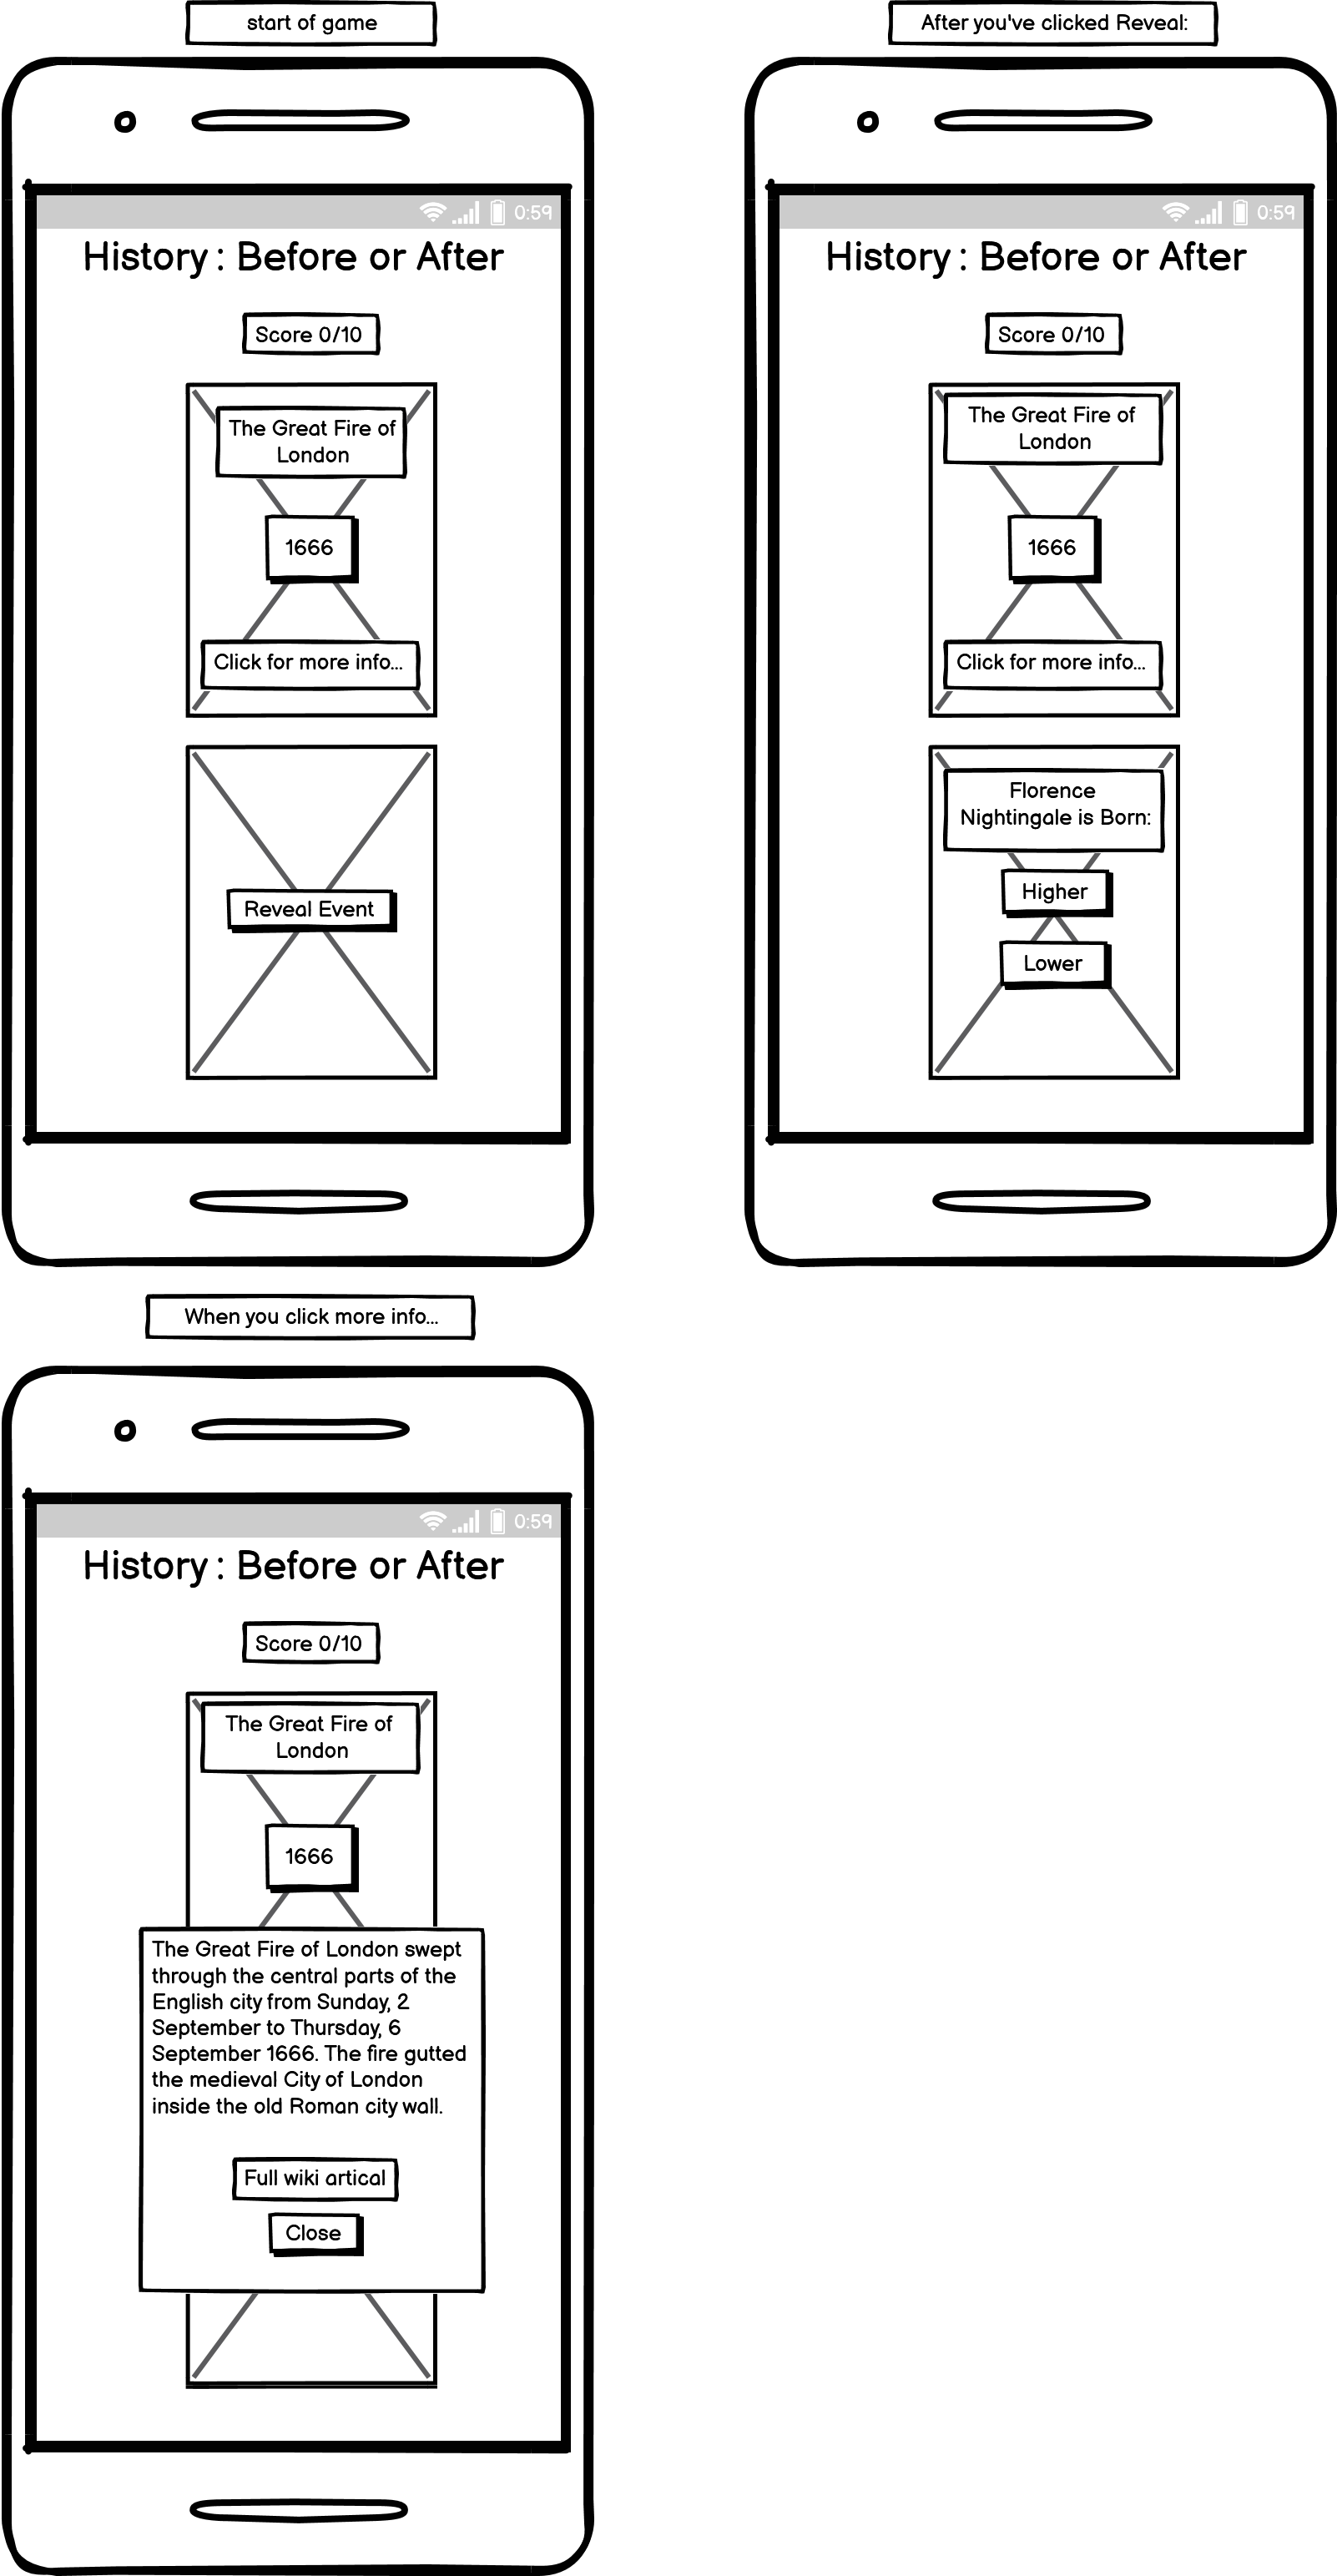 start of game
0:59
History : Before or After
Score 0/10
The Great Fire of
London
1666
Click for more info...
Reveal Event
After you've clicked Reveal:
0:59
History : Before or After
Score 0/10
The Great Fire of
London
1666
Click for more info...
Florence
Nightingale is Born:
Higher
Lower
When you click more info...
0:59
History : Before or After
Score 0/10
The Great Fire of
London
1666
The Great Fire of London swept
through the central parts of the
English city from Sunday, 2
September to Thursday, 6
September 1666. The fire gutted
the medieval City of London
inside the old Roman city wall.
Full wiki artical
Close